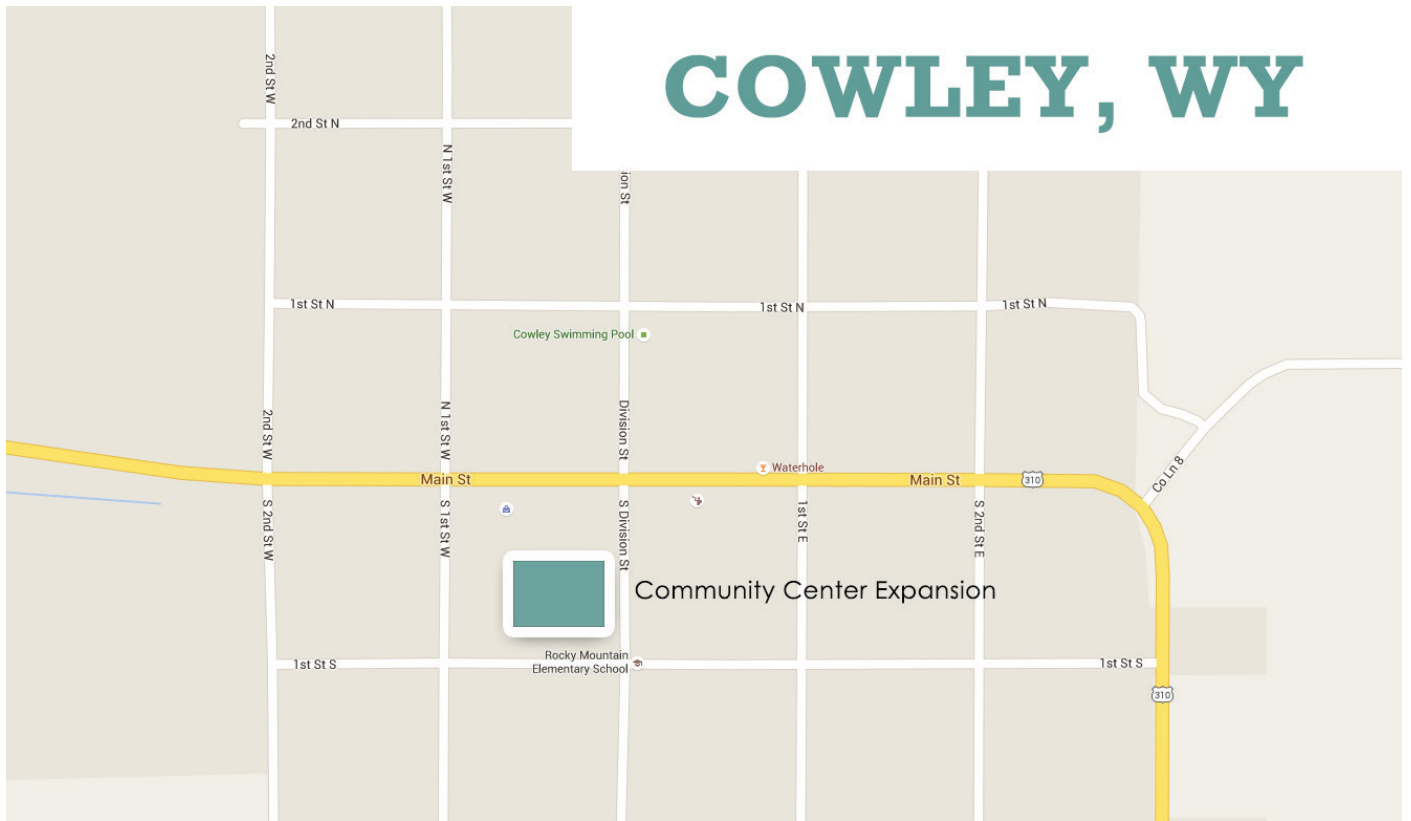 COWLEY, WY
2nd St W
2nd St N
N 1st St W
ion St
1st St N
1st St N
1st St N
Cowley Swimming Pool
2nd St W
N 1st St W
Division St
Waterhole
Main St
Main St
310
Co Ln 8
S 2nd St W
S 1st St W
S Division St
1st St E
S 2nd St E
Community Center Expansion
Rocky Mountain
Elementary School
1st St S
1st St S
310